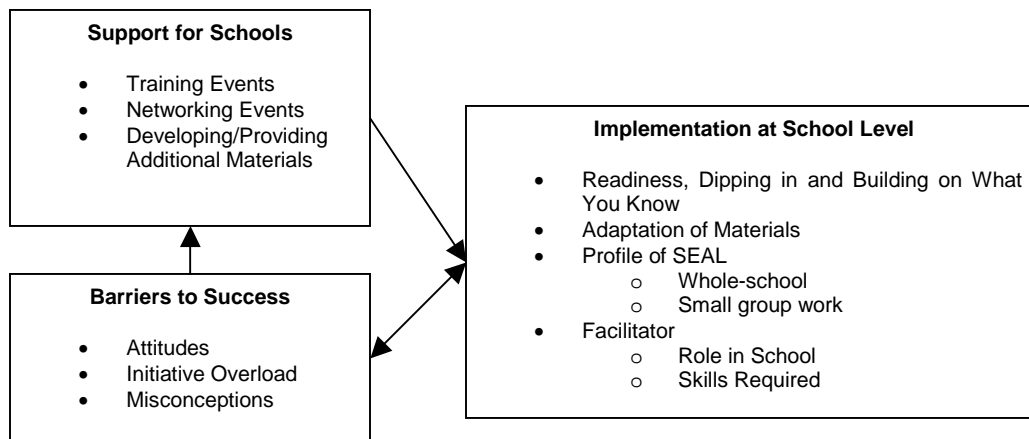 Support for Schools
• Training Events
• Networking Events
• Developing/Providing
Additional Materials
Barriers to Success
• Attitudes
• Initiative Overload
• Misconceptions
Implementation at School Level
• Readiness, Dipping in and Building on What
You Know
• Adaptation of Materials
• Profile of SEAL
o Whole-school
o Small group work
• Facilitator
o Role in School
o Skills Required